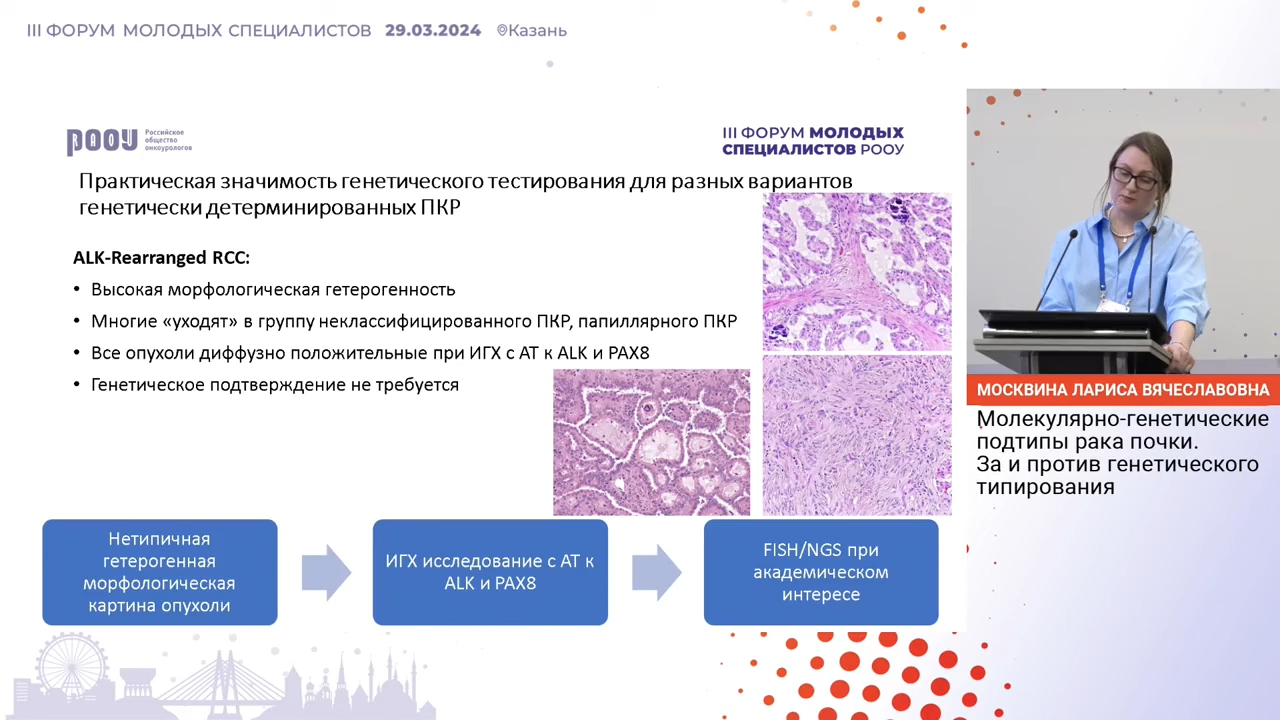 III ФОРУМ МОЛОДЫХ СПЕЦИАЛИСТОВ 29.03.2024 Казань
РООУ
Российское
общество
онкоурологов
III ФОРУМ МОЛОДЫХ
СПЕЦИАЛИСТОВ РООУ
Практическая значимость генетического тестирования для разных вариантов
генетически детерминированных ПКР
ALK-Rearranged RCC:
• Высокая морфологическая гетерогенность
• Многие «уходят» в группу неклассифицированного ПКР, папиллярного ПКР
• Все опухоли диффузно положительные при ИГХ с АТ к ALK и PAX8
• Генетическое подтверждение не требуется
Нетипичная
гетерогенная
морфологическая
картина опухоли
ИГХ исследование с АТ к
ALK и PAX8
FISH/NGS при
академическом
интересе
МОСКВИНА ЛАРИСА ВЯЧЕСЛАВОВНА
Молекулярно-генетические
подтипы рака почки.
За и против генетического
типирования